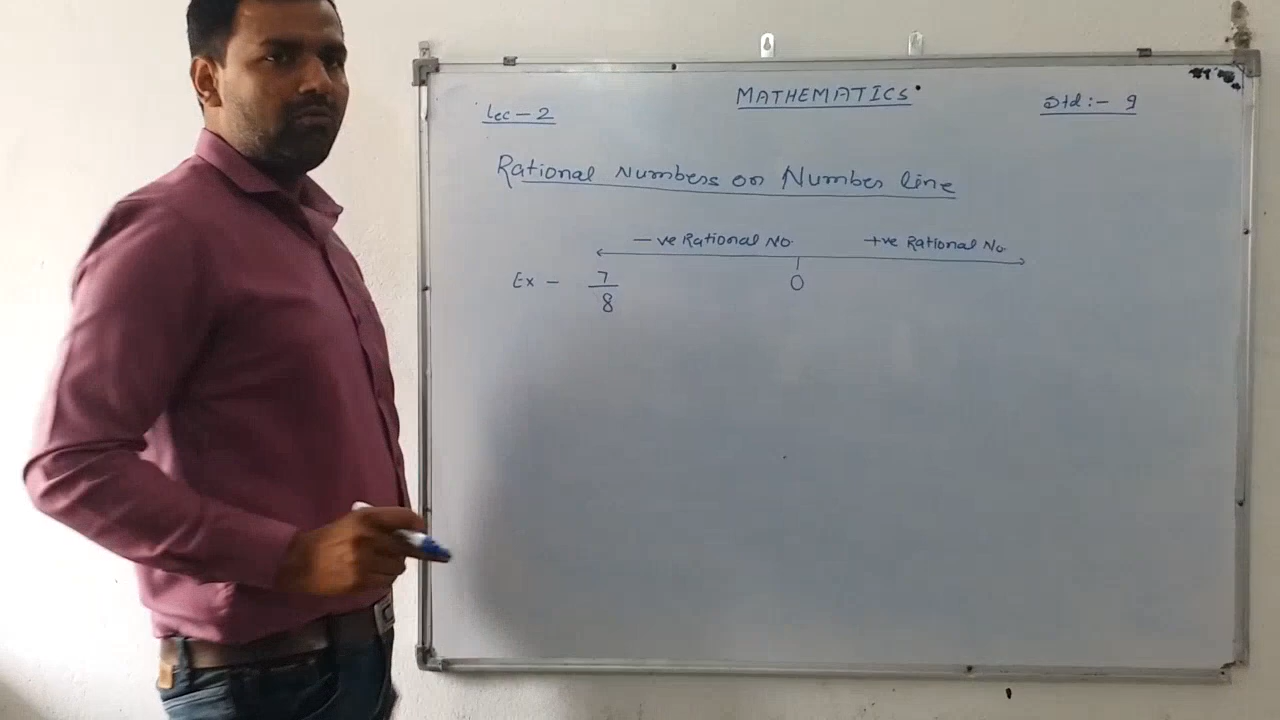 MATHEMATICS
Lec - 2
Std :- 9
Rational Numbers on Number line
-ve Rational No. +ve Rational No.
Ex - 7/8
0